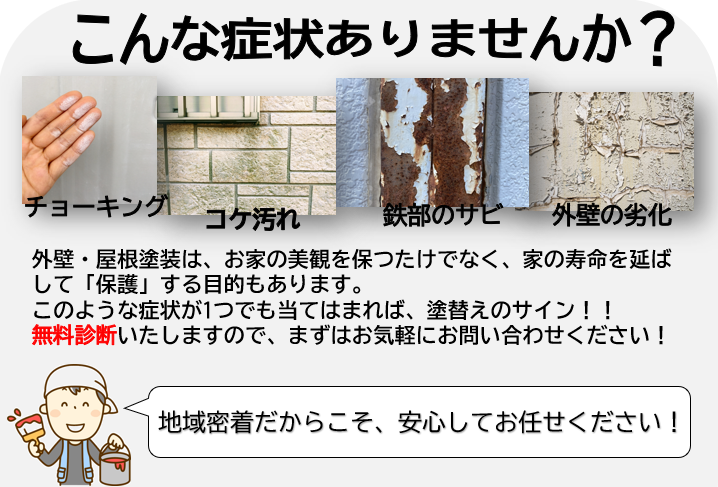 こんな症状ありませんか？
チョーキング
コケ汚れ
鉄部のサビ
外壁の劣化
外壁・屋根塗装は、お家の美観を保つたけでなく、家の寿命を延ば
して「保護」する目的もあります。
このような症状が1つでも当てはまれば、塗替えのサイン！！
無料診断いたしますので、まずはお気軽にお問い合わせください！
地域密着だからこそ、安心してお任せください！